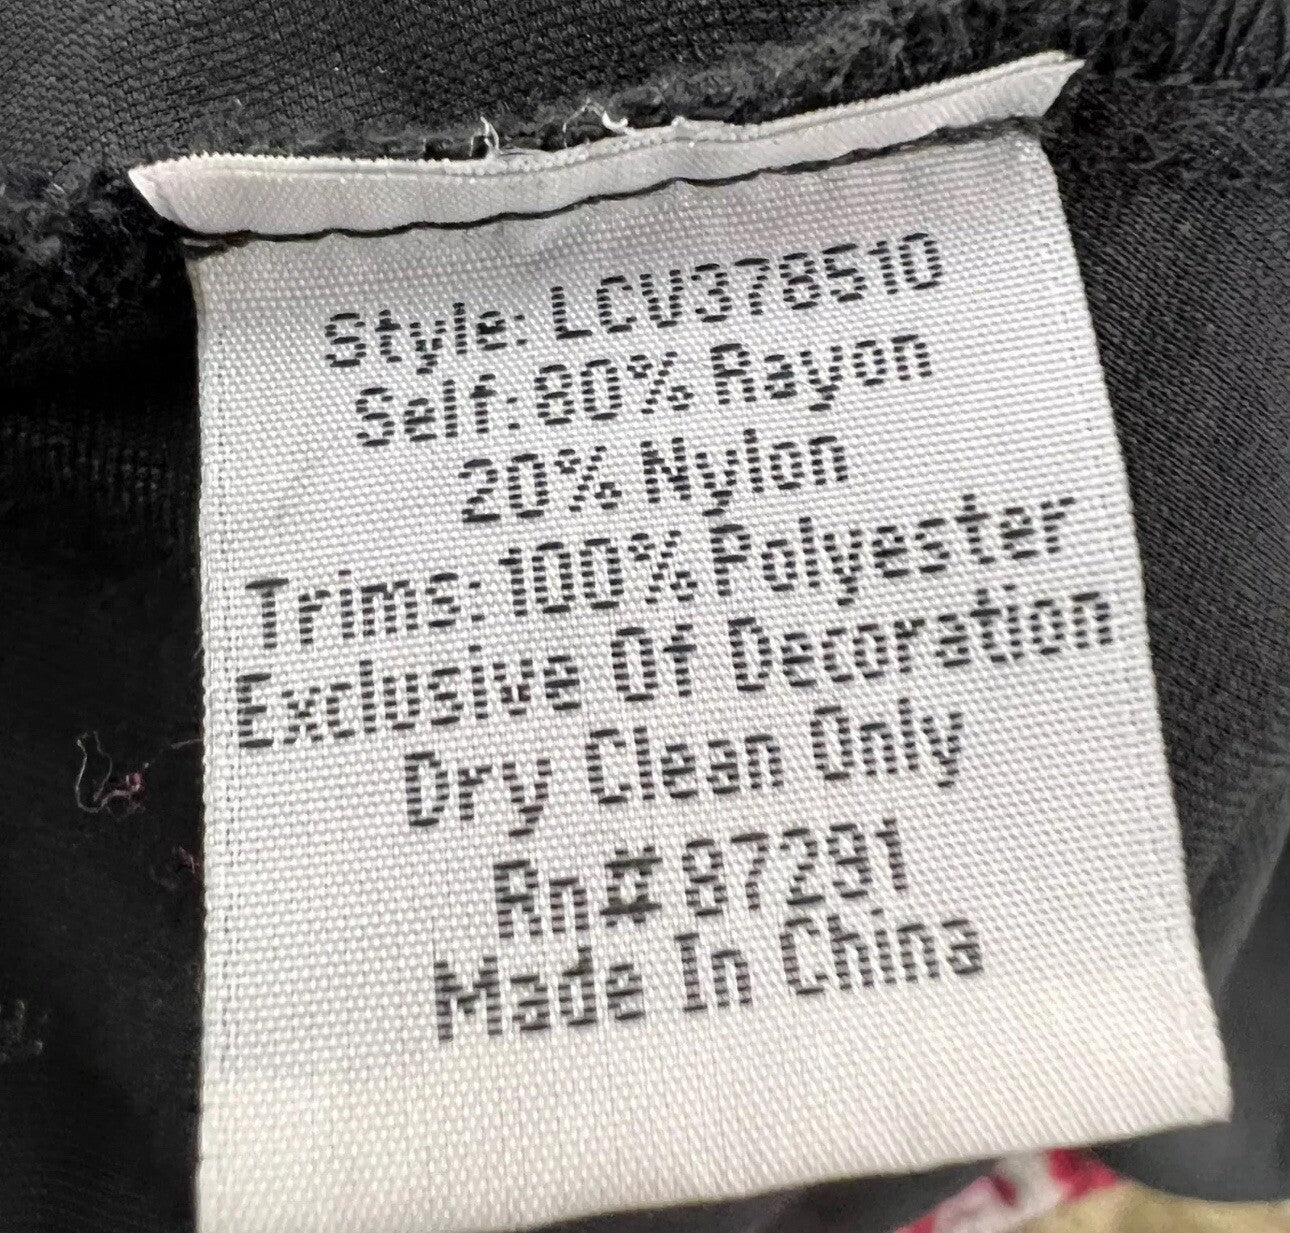 Style: LCV378510
Self: 80% Rayon
20% Nylon
Trims: 100% Polyester
Exclusive Of Decoration
Dry Clean Only
Rn# 87291
Made In China